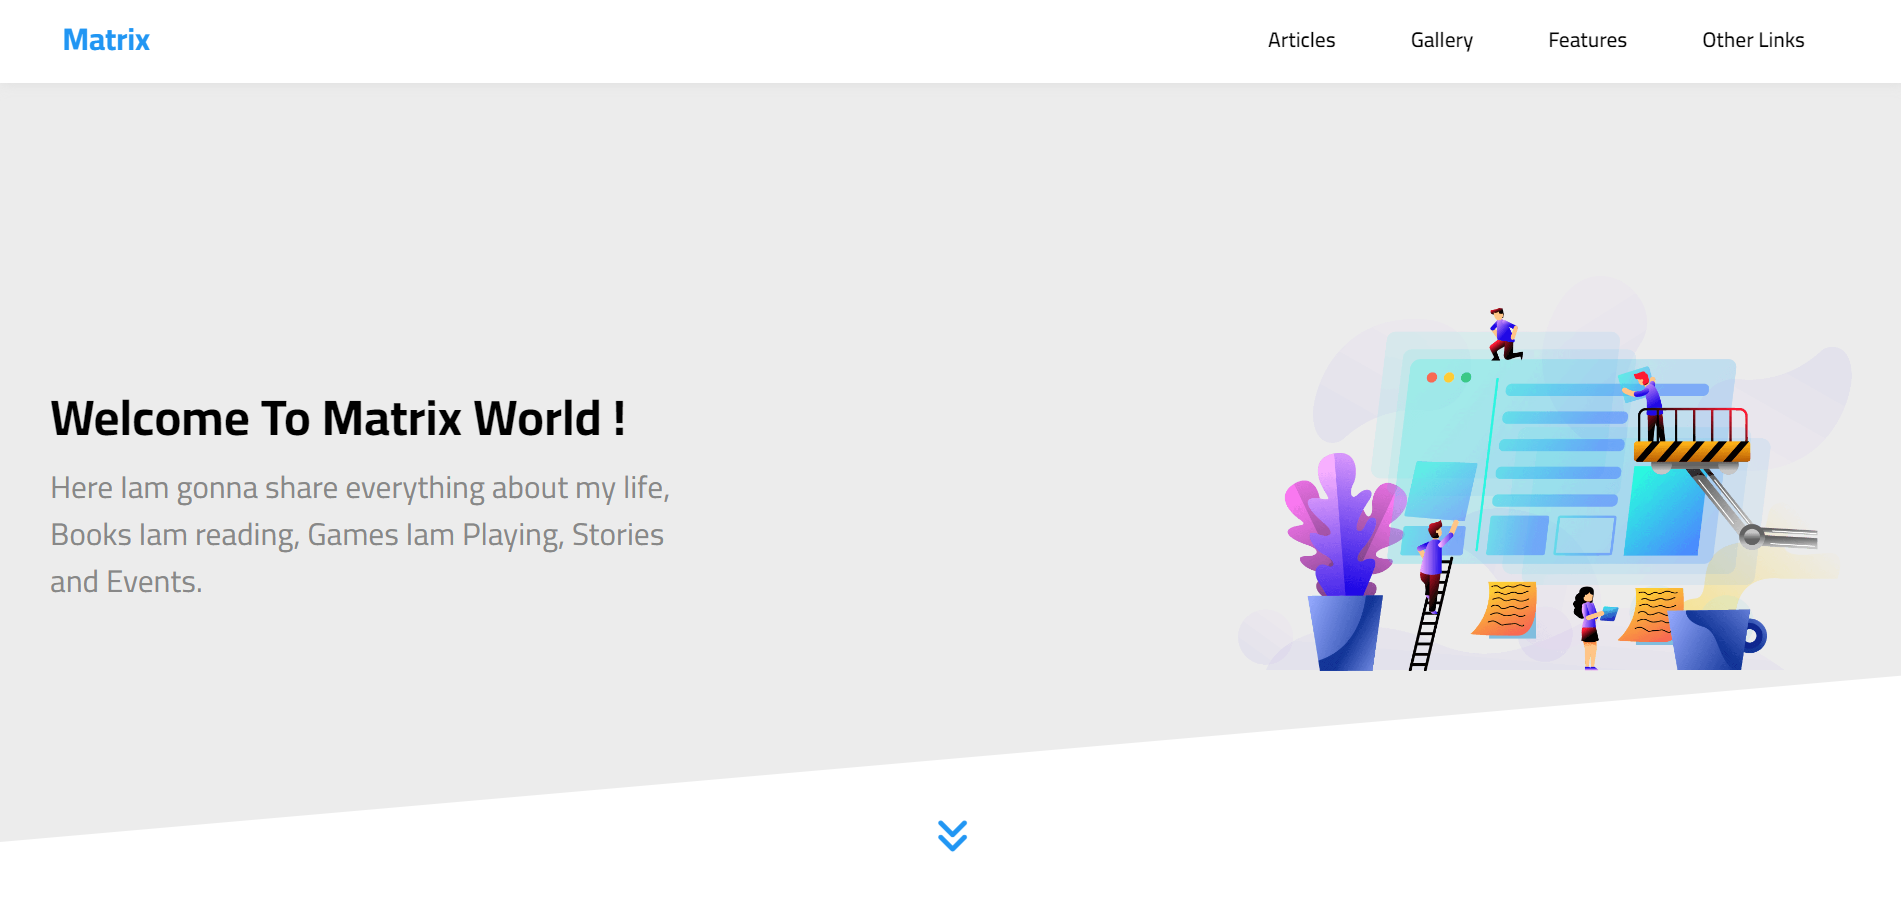 Matrix
Articles
Gallery
Features
Other Links
Welcome To Matrix World !
Here Iam gonna share everything about my life,
Books Iam reading, Games Iam Playing, Stories
and Events.